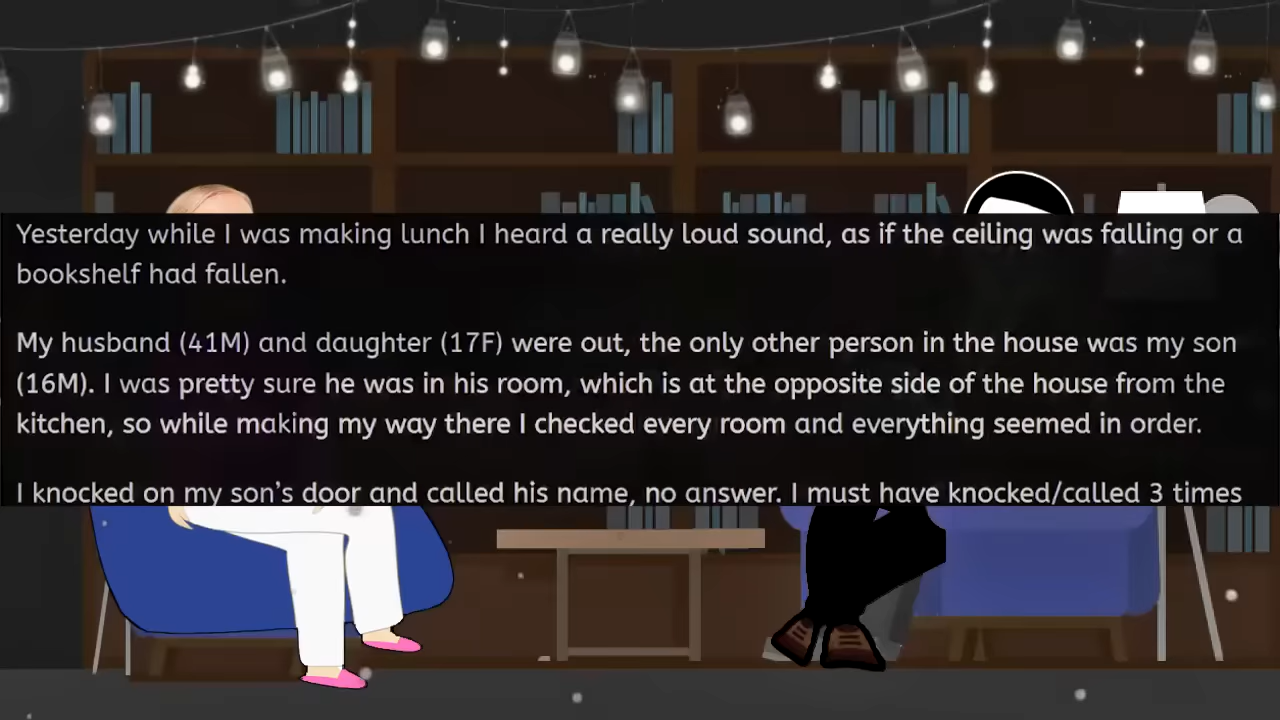 Yesterday while I was making lunch I heard a really loud sound, as if the ceiling was falling or a
bookshelf had fallen.
My husband (41M) and daughter (17F) were out, the only other person in the house was my son
(16M). I was pretty sure he was in his room, which is at the opposite side of the house from the
kitchen, so while making my way there I checked every room and everything seemed in order.
I knocked on my son’s door and called his name, no answer. I must have knocked/called 3 times